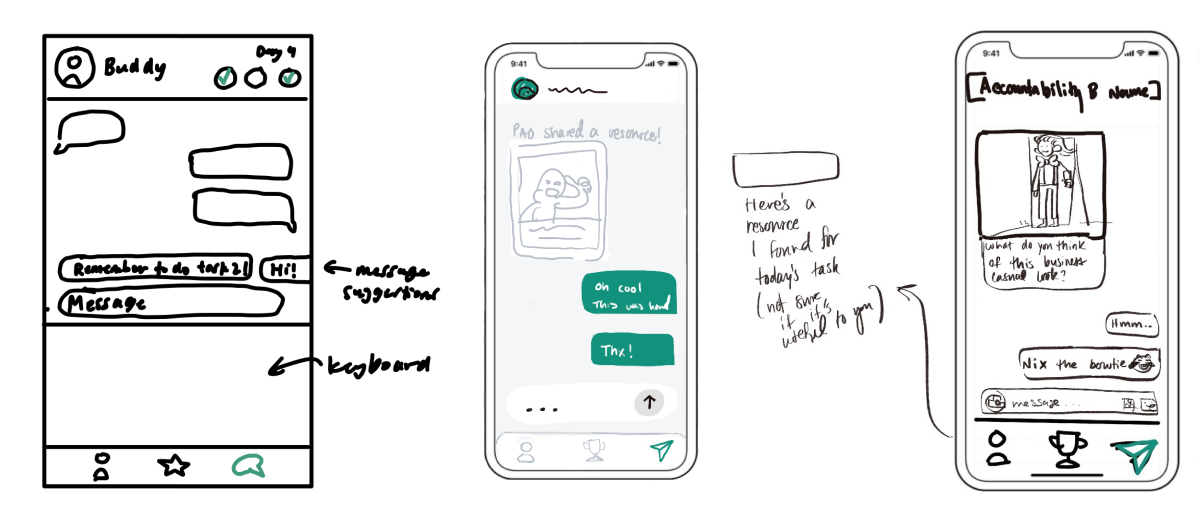 Day 4
Buddy
Remember to do task 2!
Hi!
Message
← message
suggestions
keyboard
9:41
PAO shared a resource!
Oh cool
This was hard
Thx!
...
Here's a
resource
I found for
today's task
(not sure
if it's
useful to you)
9:41
[Accountability B Name]
What do you think
of this business
casual look?
Hmm..
Nix the bowtie
message...